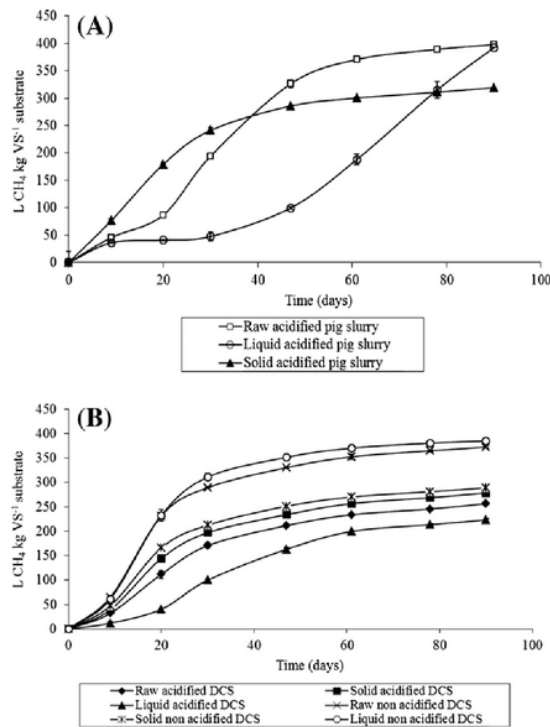 (A)
450
400
350
300
250
200
150
100
50
0
L CH₄ kg VS⁻¹ substrate
0 20 40 60 80 100
Time (days)
Raw acidified pig slurry
Liquid acidified pig slurry
Solid acidified pig slurry
(B)
450
400
350
300
250
200
150
100
50
0
L CH₄ kg VS⁻¹ substrate
0 20 40 60 80 100
Time (days)
Raw acidified DCS Solid acidified DCS
Liquid acidified DCS Raw non acidified DCS
Solid non acidified DCS Liquid non acidified DCS